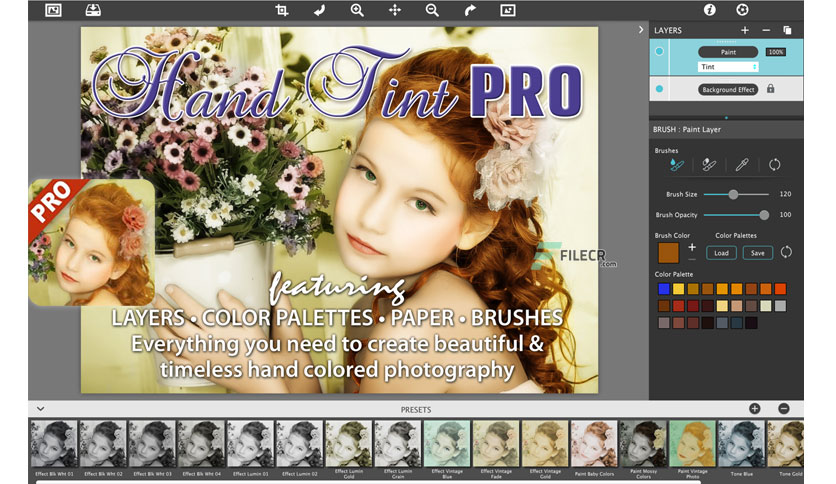 LAYERS
Paint
100%
Tint
Background Effect
Hand Tint PRO
PRO
featuring
LAYERS • COLOR PALETTES • PAPER • BRUSHES
Everything you need to create beautiful &
timeless hand colored photography
FILECR
.com
BRUSH : Paint Layer
Brushes
Brush Size 120
Brush Opacity 100
Brush Color Color Palettes
Load Save
Color Palette
PRESETS
Effect Blk Wht 01
Effect Blk Wht 02
Effect Blk Wht 03
Effect Blk Wht 04
Effect Lumin 01
Effect Lumin 02
Effect Lumin
Gold
Effect Lumin
Grain
Effect Vintage
Blue
Effect Vintage
Fade
Effect Vintage
Gold
Paint Baby Colors
Paint Mossy
Colors
Paint Vintage
Photo
Tone Blue
Tone Gold